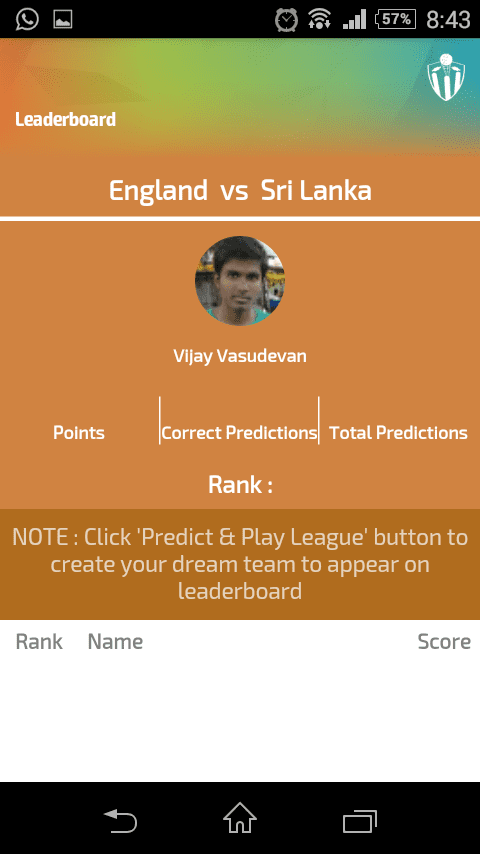 57% 8:43
Leaderboard
England vs Sri Lanka
Vijay Vasudevan
Points Correct Predictions Total Predictions
Rank :
NOTE : Click 'Predict & Play League' button to
create your dream team to appear on
leaderboard
Rank Name Score